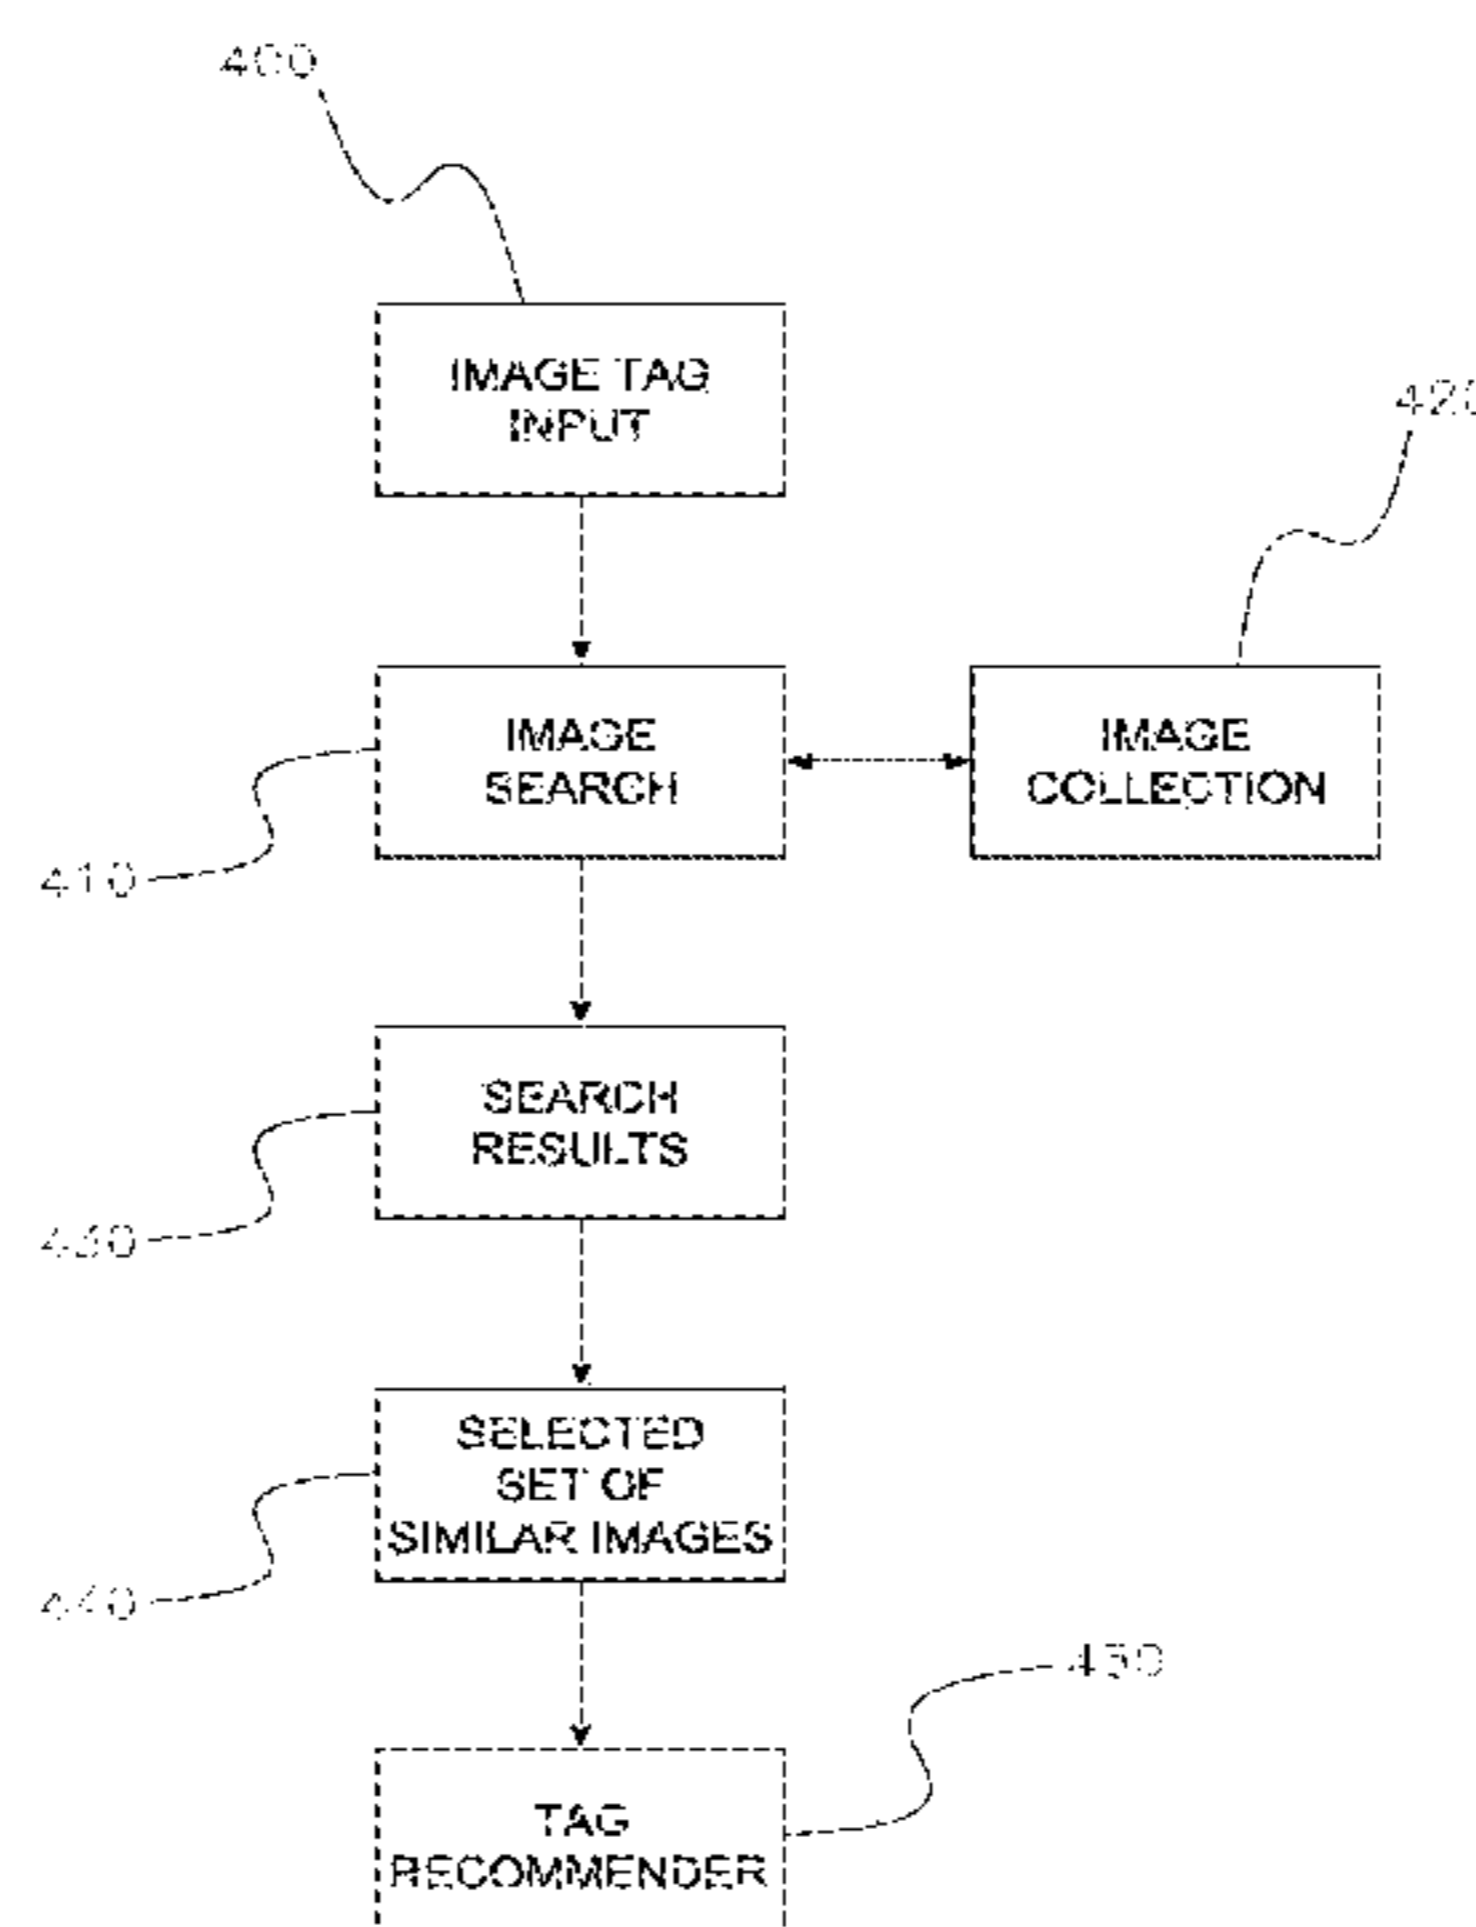 400
IMAGE TAG
INPUT
420
IMAGE
SEARCH
IMAGE
COLLECTION
410
SEARCH
RESULTS
430
SELECTED
SET OF
SIMILAR IMAGES
440
450
TAG
RECOMMENDER